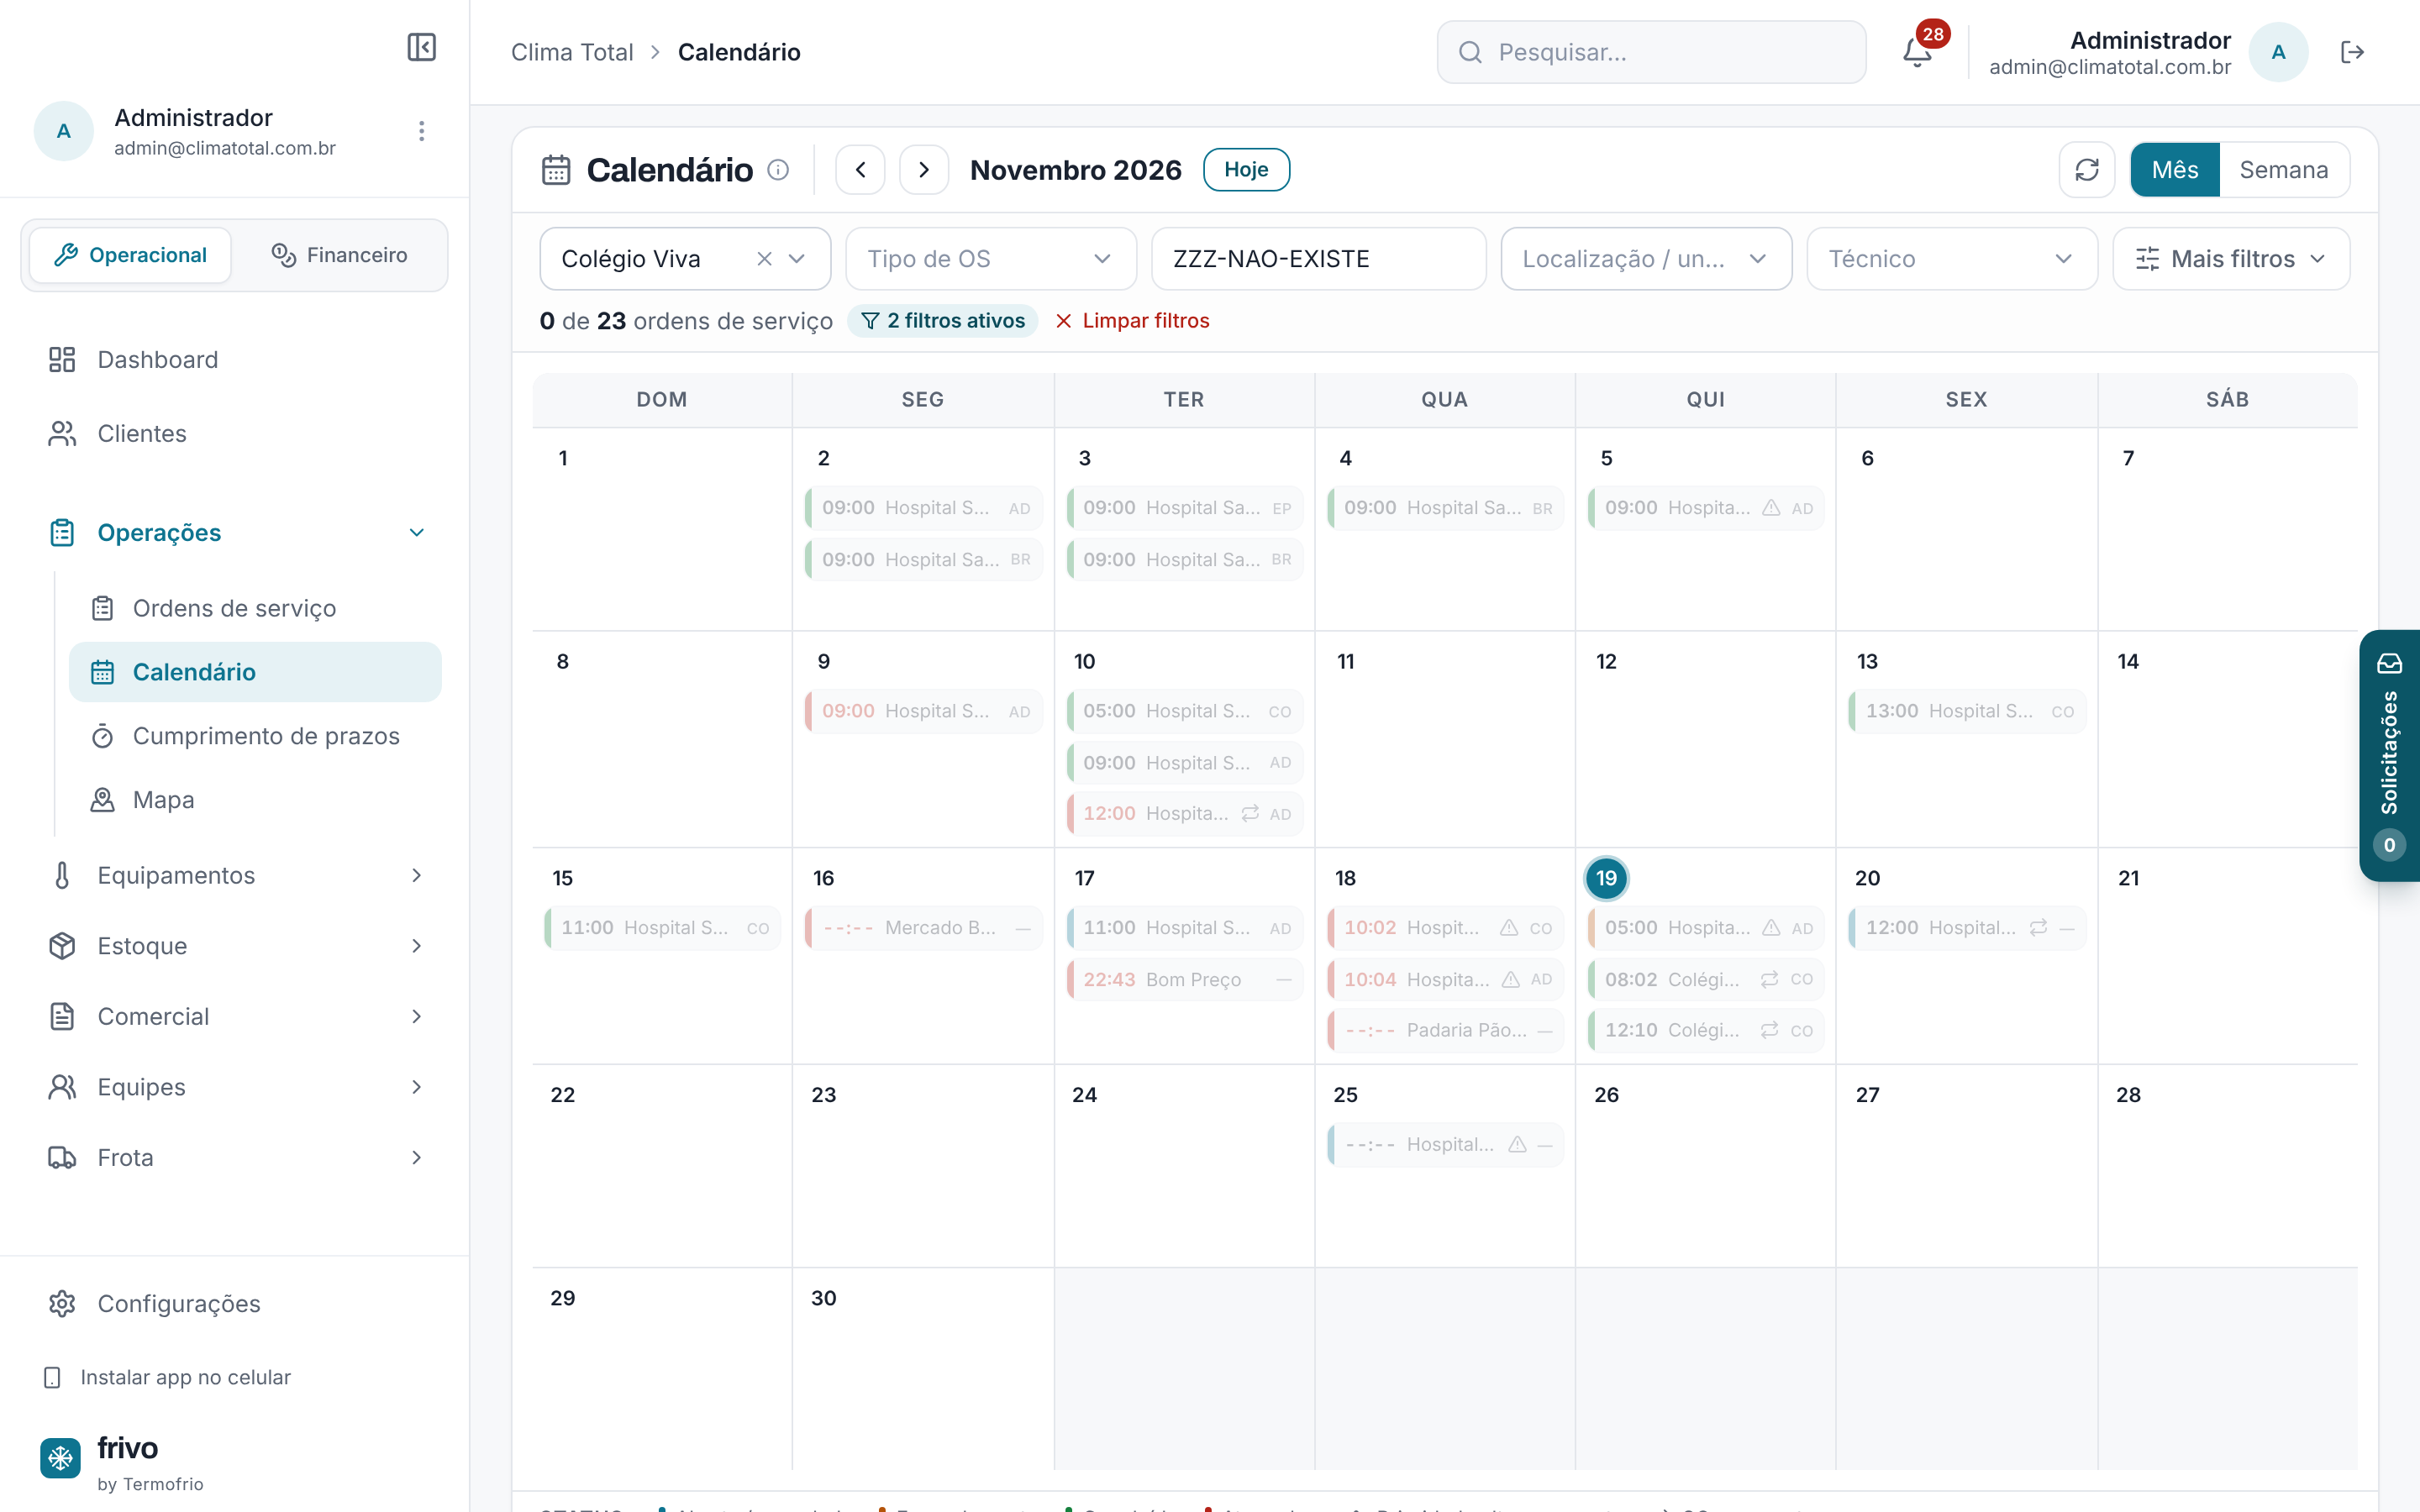 Clima Total > Calendário
Pesquisar...
28
Administrador
admin@climatotal.com.br
A
A
Administrador
admin@climatotal.com.br
Operacional
Financeiro
Dashboard
Clientes
Operações
Ordens de serviço
Calendário
Cumprimento de prazos
Mapa
Equipamentos
Estoque
Comercial
Equipes
Frota
Configurações
Instalar app no celular
frivo
by Termofrio
Calendário
Novembro 2026
Hoje
Mês
Semana
Colégio Viva
Tipo de OS
ZZZ-NAO-EXISTE
Localização / un...
Técnico
Mais filtros
0 de 23 ordens de serviço
2 filtros ativos
Limpar filtros
DOM SEG TER QUA QUI SEX SÁB
1
2
09:00 Hospital S... AD
09:00 Hospital Sa... BR
3
09:00 Hospital Sa... EP
09:00 Hospital Sa... BR
4
09:00 Hospital Sa... BR
5
09:00 Hospita... AD
6
7
8
9
09:00 Hospital S... AD
10
05:00 Hospital S... CO
09:00 Hospital S... AD
12:00 Hospita... AD
11
12
13
13:00 Hospital S... CO
14
15
11:00 Hospital S... CO
16
--:-- Mercado B... —
17
11:00 Hospital S... AD
22:43 Bom Preço —
18
10:02 Hospit... CO
10:04 Hospita... AD
--:-- Padaria Pão... —
19
05:00 Hospita... AD
08:02 Colégi... CO
12:10 Colégi... CO
20
12:00 Hospital... —
21
22
23
24
25
--:-- Hospital... —
26
27
28
29
30
Solicitações
0